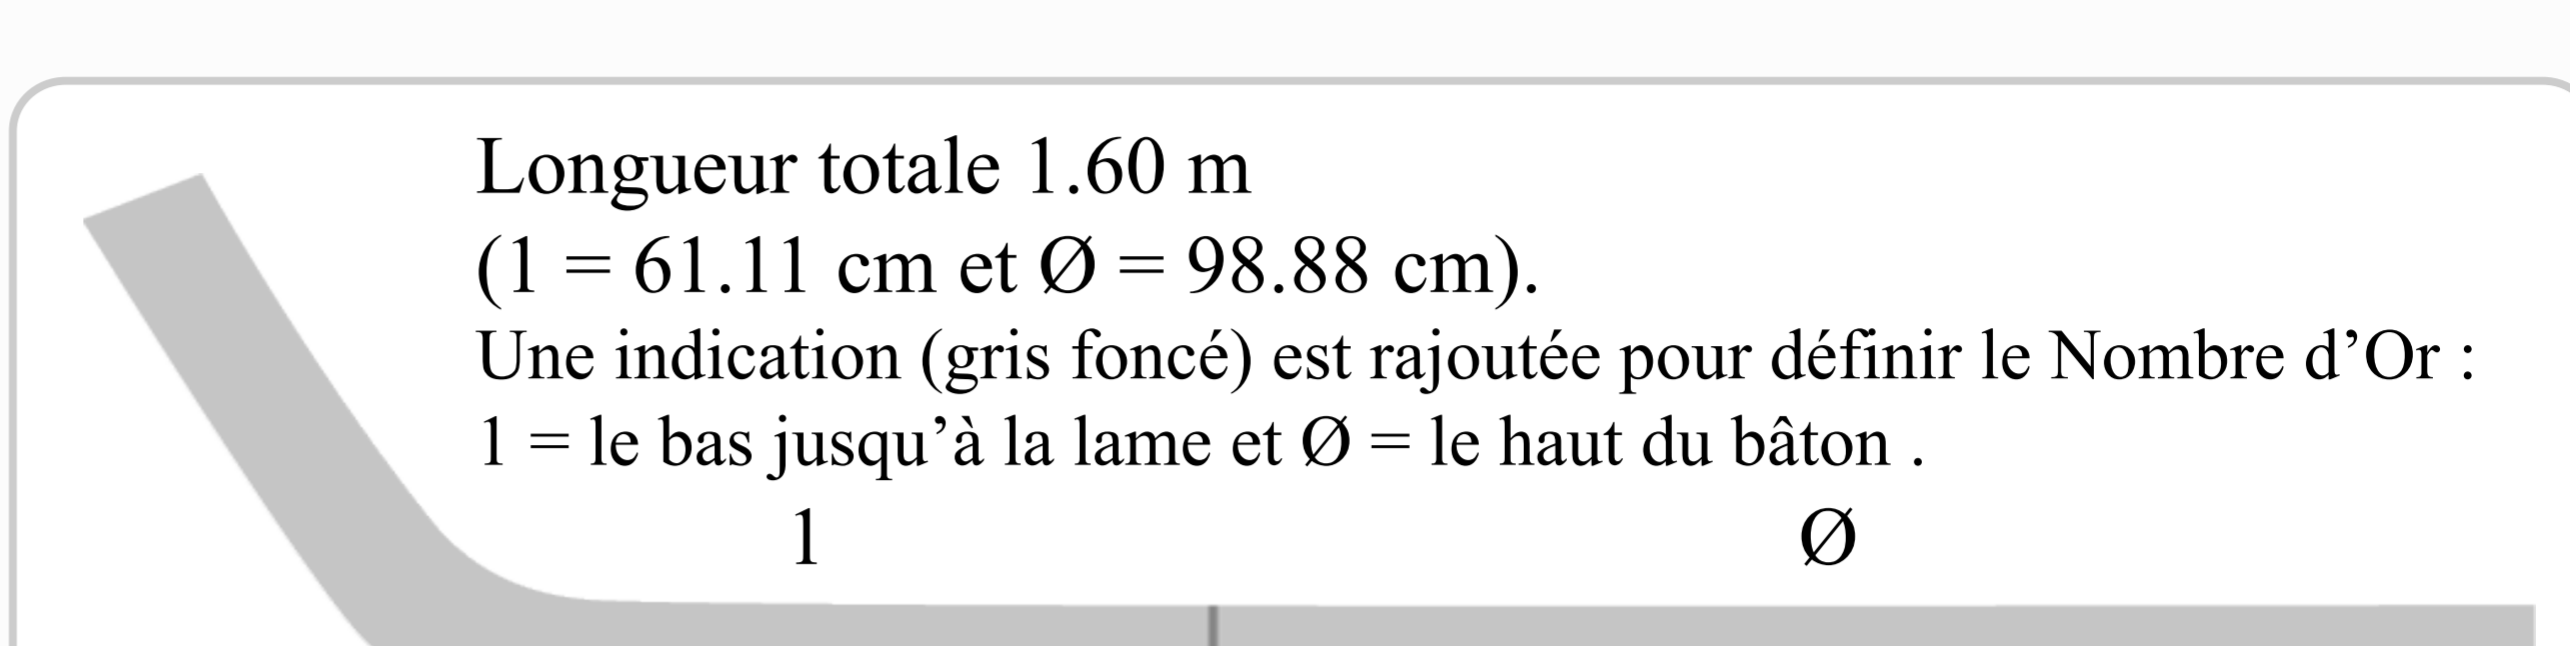 Longueur totale 1.60 m
(1 = 61.11 cm et Ø = 98.88 cm).
Une indication (gris foncé) est rajoutée pour définir le Nombre d’Or :
1 = le bas jusqu’à la lame et Ø = le haut du bâton .
1 Ø